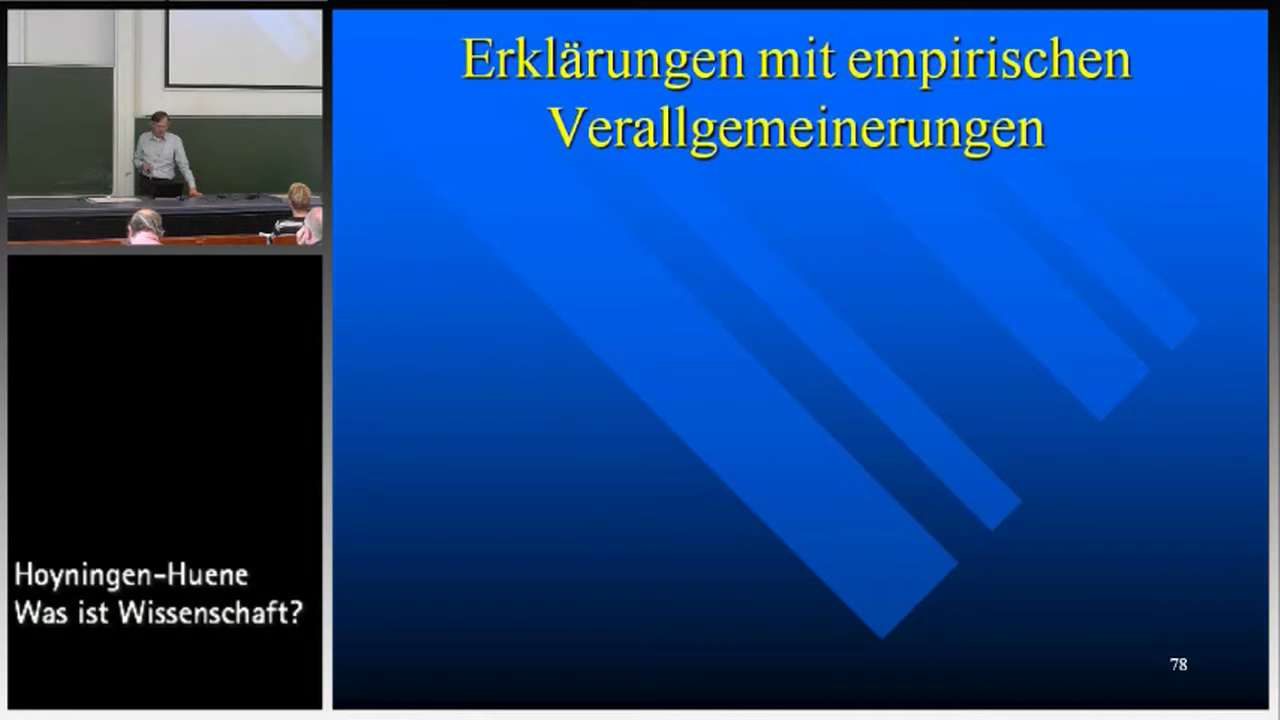 Erklärungen mit empirischen
Verallgemeinerungen
Hoyningen-Huene
Was ist Wissenschaft?
78